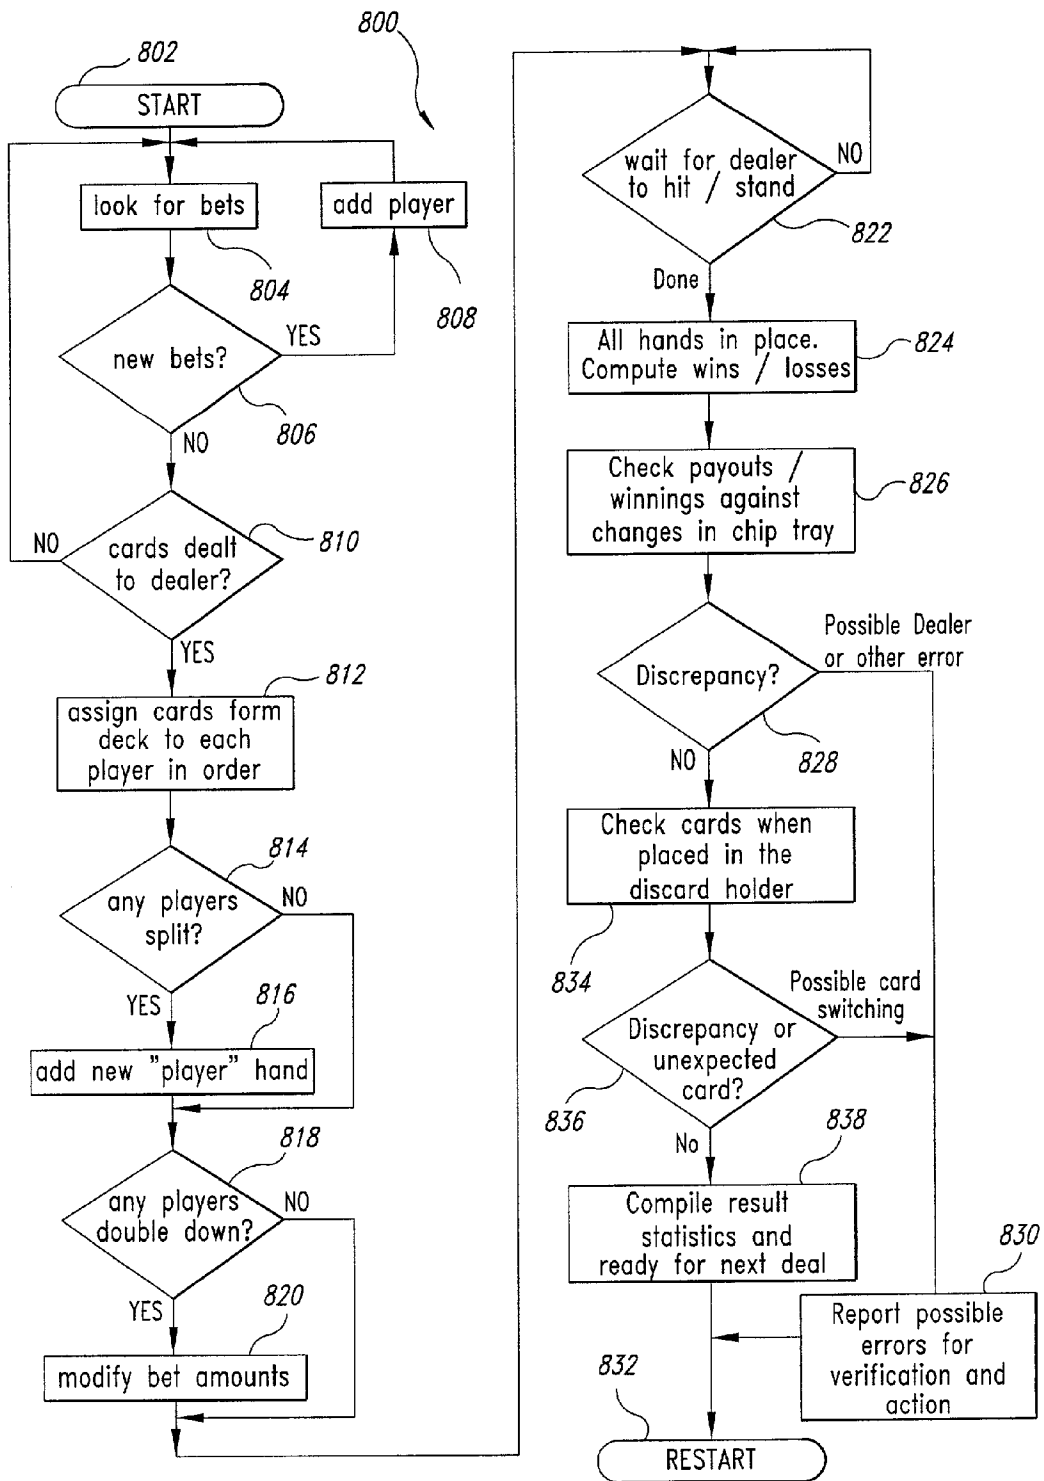 800
802
START
look for bets
804
add player
808
new bets?
YES
806
NO
cards dealt
to dealer?
810
NO
YES
812
assign cards form
deck to each
player in order
814
any players
split?
NO
YES
816
add new "player" hand
818
any players
double down?
NO
YES
820
modify bet amounts
wait for dealer
to hit / stand
NO
822
Done
All hands in place.
Compute wins / losses
824
Check payouts /
winnings against
changes in chip tray
826
Discrepancy?
Possible Dealer
or other error
828
NO
Check cards when
placed in the
discard holder
834
Discrepancy or
unexpected
card?
Possible card
switching
836
No
838
Compile result
statistics and
ready for next deal
830
Report possible
errors for
verification and
action
832
RESTART